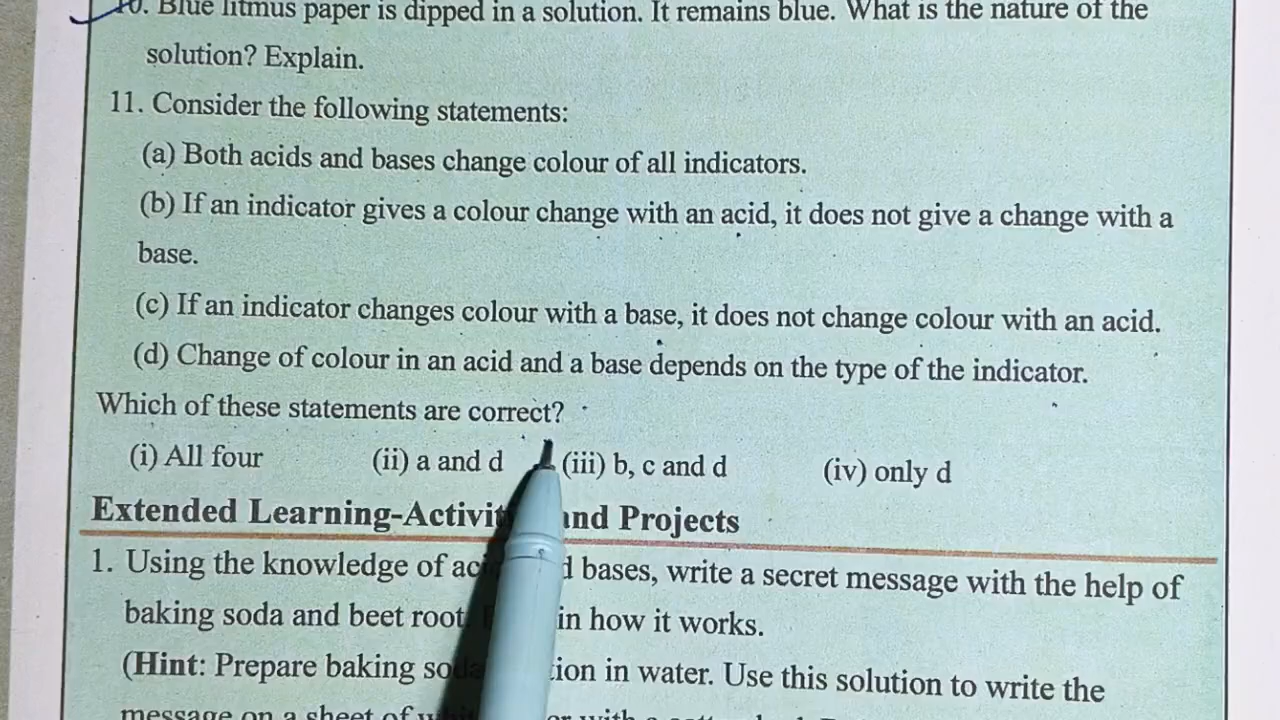 10. Blue litmus paper is dipped in a solution. It remains blue. What is the nature of the
solution? Explain.
11. Consider the following statements:
(a) Both acids and bases change colour of all indicators.
(b) If an indicator gives a colour change with an acid, it does not give a change with a
base.
(c) If an indicator changes colour with a base, it does not change colour with an acid.
(d) Change of colour in an acid and a base depends on the type of the indicator.
Which of these statements are correct?
(i) All four (ii) a and d (iii) b, c and d (iv) only d
Extended Learning-Activit nd Projects
1. Using the knowledge of ac d bases, write a secret message with the help of
baking soda and beet root. in how it works.
(Hint: Prepare baking so tion in water. Use this solution to write the
message on a sheet of